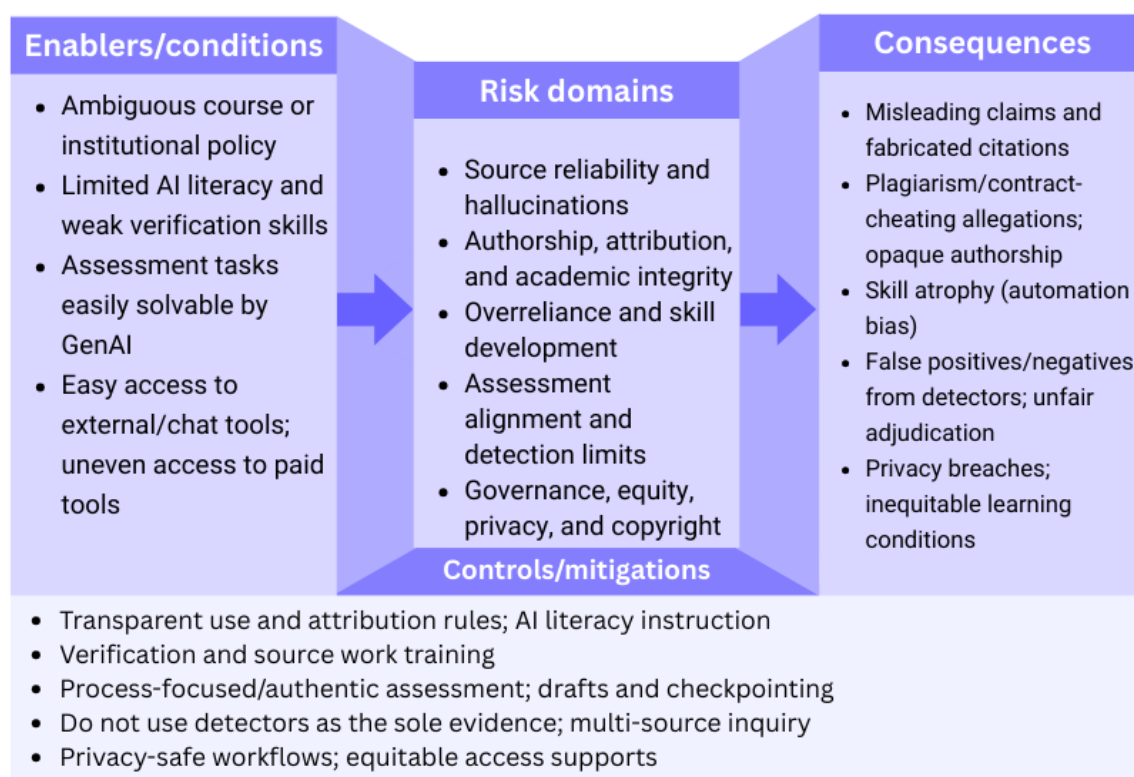 Enablers/conditions
• Ambiguous course or
institutional policy
• Limited AI literacy and
weak verification skills
• Assessment tasks
easily solvable by
GenAI
• Easy access to
external/chat tools;
uneven access to paid
tools
Risk domains
• Source reliability and
hallucinations
• Authorship, attribution,
and academic integrity
• Overreliance and skill
development
• Assessment
alignment and
detection limits
• Governance, equity,
privacy, and copyright
Consequences
• Misleading claims and
fabricated citations
• Plagiarism/contract-
cheating allegations;
opaque authorship
• Skill atrophy (automation
bias)
• False positives/negatives
from detectors; unfair
adjudication
• Privacy breaches;
inequitable learning
conditions
Controls/mitigations
• Transparent use and attribution rules; AI literacy instruction
• Verification and source work training
• Process-focused/authentic assessment; drafts and checkpointing
• Do not use detectors as the sole evidence; multi-source inquiry
• Privacy-safe workflows; equitable access supports